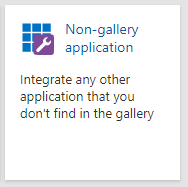 Non-gallery
application
Integrate any other
application that you
don't find in the gallery